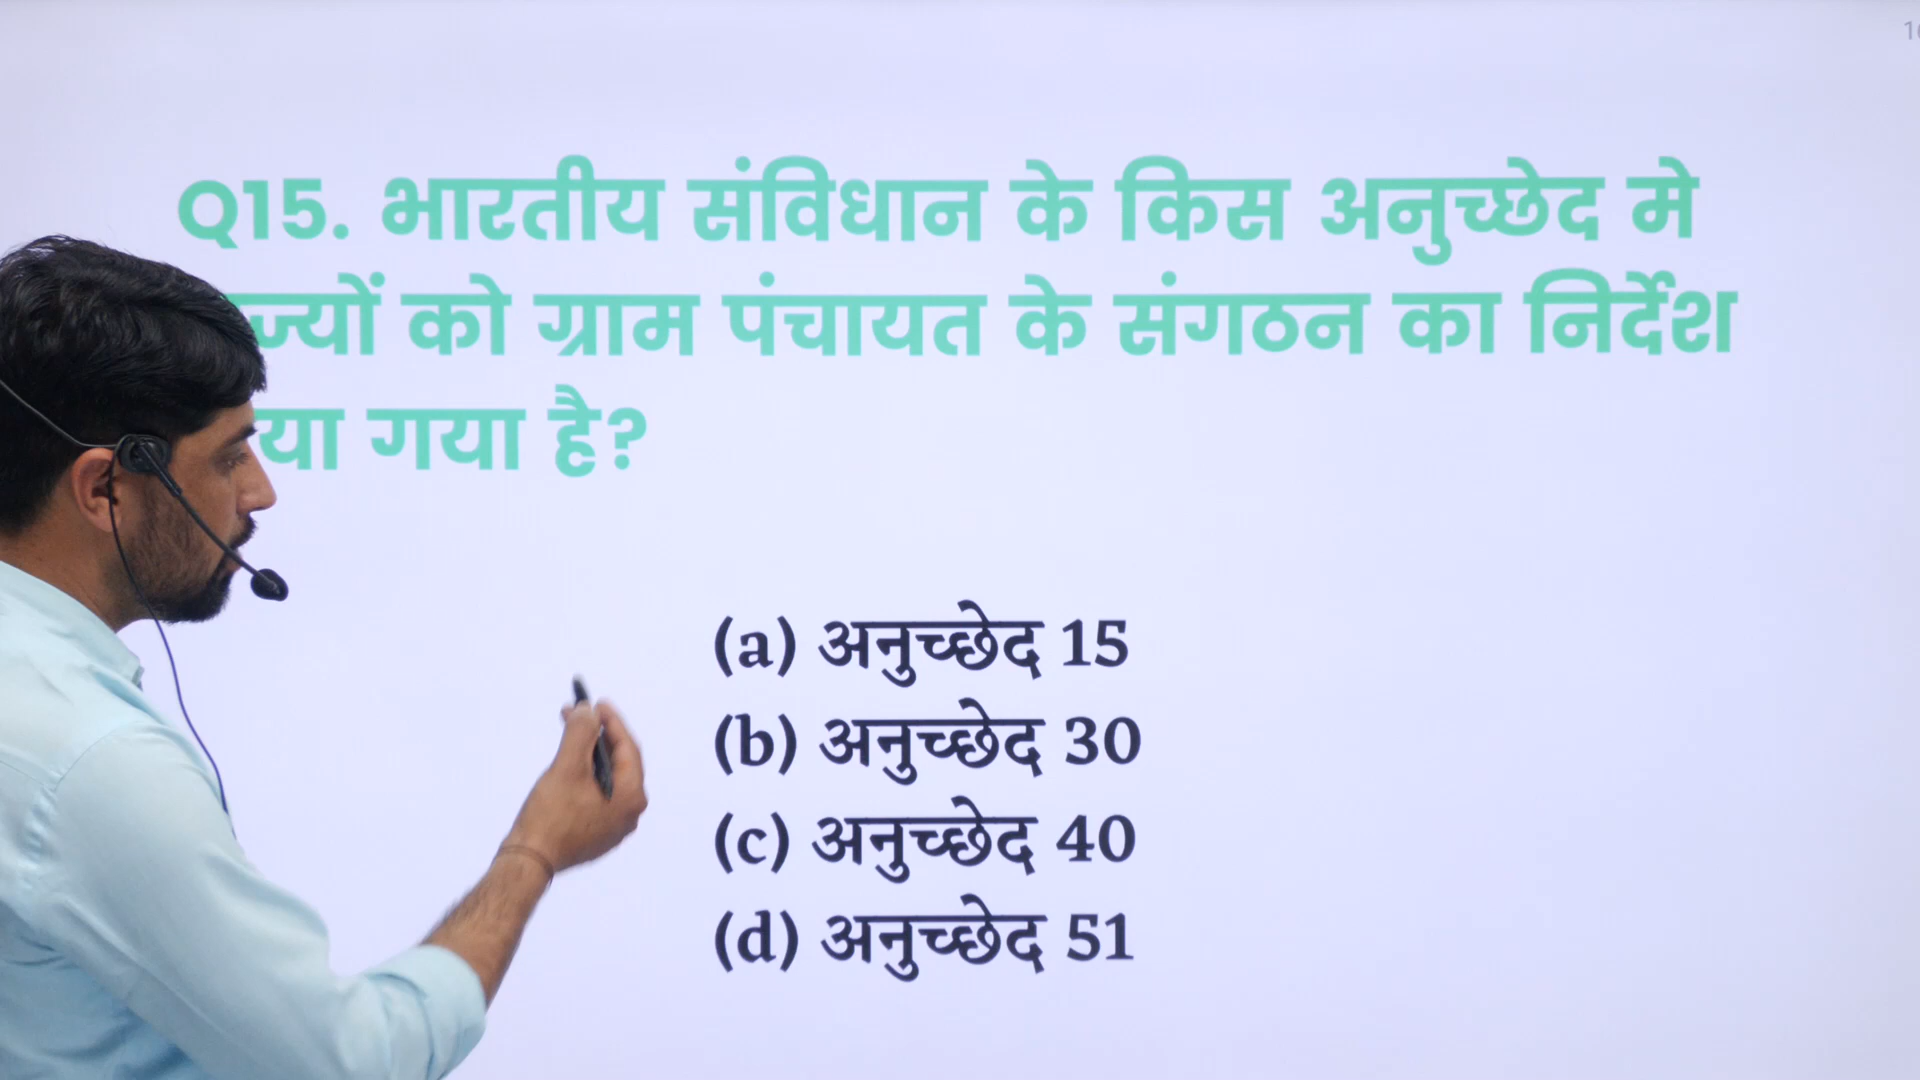 Q15. भारतीय संविधान के किस अनुच्छेद मे
को ग्राम पंचायत के संगठन का निर्देश
गया है?
(a) अनुच्छेद 15
(b) अनुच्छेद 30
(c) अनुच्छेद 40
(d) अनुच्छेद 51